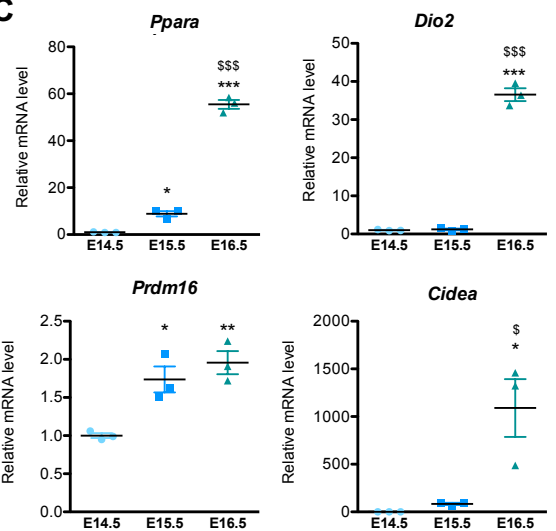 C
Ppara
Relative mRNA level
80
60
40
20
0
$$$
***
*
E14.5 E15.5 E16.5
Dio2
Relative mRNA level
50
40
30
20
10
0
$$$
***
E14.5 E15.5 E16.5
Prdm16
Relative mRNA level
2.5
2.0
1.5
1.0
0.5
0.0
* **
E14.5 E15.5 E16.5
Cidea
Relative mRNA level
2000
1500
1000
500
0
$
*
E14.5 E15.5 E16.5